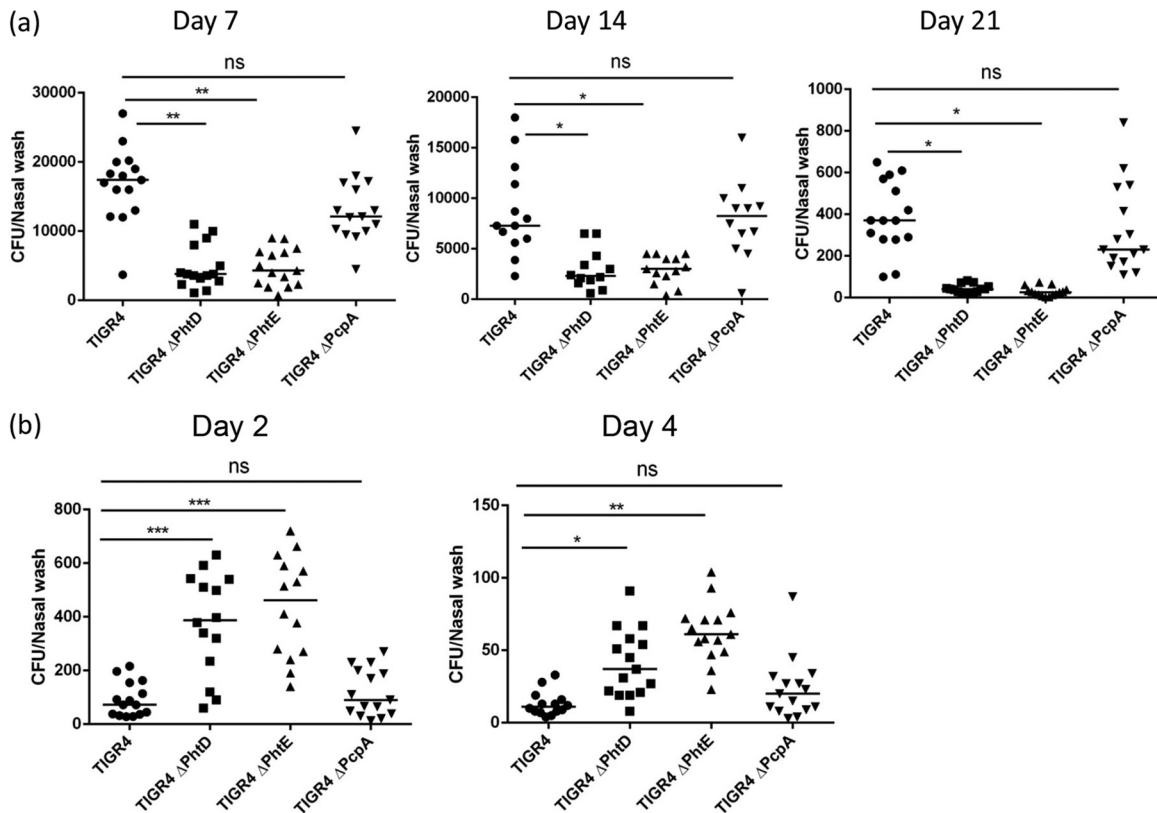 (a)
Day 7
Day 14
Day 21
ns
**
**
CFU/Nasal wash
30000
20000
10000
0
TIGR4
TIGR4 ΔPhtD
TIGR4 ΔPhtE
TIGR4 ΔPcpA
ns
*
*
CFU/Nasal wash
20000
15000
10000
5000
0
TIGR4
TIGR4 ΔPhtD
TIGR4 ΔPhtE
TIGR4 ΔPcpA
ns
*
*
CFU/Nasal wash
1000
800
600
400
200
0
TIGR4
TIGR4 ΔPhtD
TIGR4 ΔPhtE
TIGR4 ΔPcpA
(b)
Day 2
Day 4
ns
***
***
CFU/Nasal wash
800
600
400
200
0
TIGR4
TIGR4 ΔPhtD
TIGR4 ΔPhtE
TIGR4 ΔPcpA
ns
**
*
CFU/Nasal wash
150
100
50
0
TIGR4
TIGR4 ΔPhtD
TIGR4 ΔPhtE
TIGR4 ΔPcpA